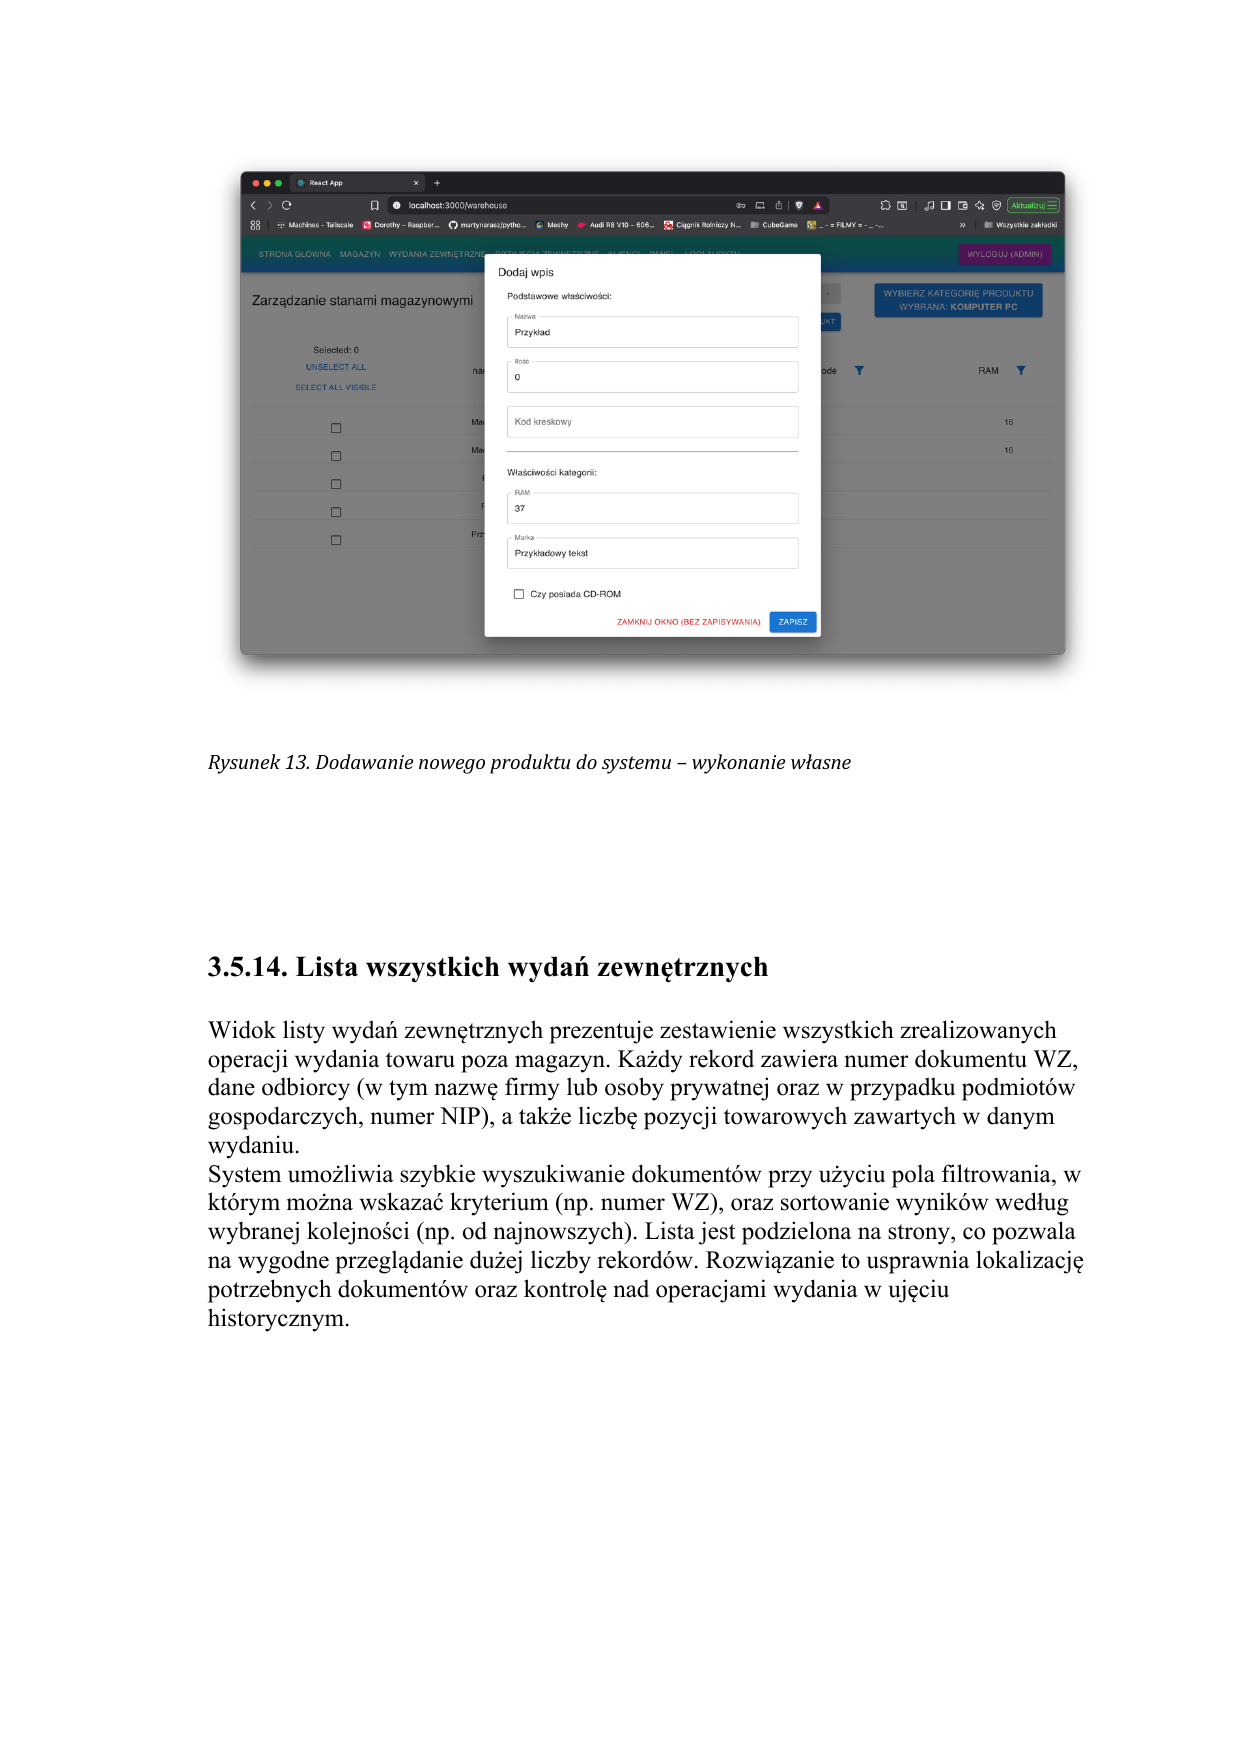 React App
localhost:3000/warehouse
Aktualizuj
Machines – Tailscale
Dorothy – Raspber...
martynarasz/pytho...
Meshy
Audi R8 V10 – 606...
Ciągnik Rolniczy N...
CubeGame
_ - = FILMY = - _ –...
Wszystkie zakładki
STRONA GŁÓWNA MAGAZYN WYDANIA ZEWNĘTRZNE
WYLOGUJ (ADMIN)
Zarządzanie stanami magazynowymi
WYBIERZ KATEGORIĘ PRODUKTU
WYBRANA: KOMPUTER PC
Selected: 0
UNSELECT ALL
SELECT ALL VISIBLE
RAM
16
16
Dodaj wpis
Podstawowe właściwości:
Nazwa
Przykład
Ilość
0
Kod kreskowy
Właściwości kategorii:
RAM
37
Marka
Przykładowy tekst
Czy posiada CD-ROM
ZAMKNIJ OKNO (BEZ ZAPISYWANIA)
ZAPISZ
Rysunek 13. Dodawanie nowego produktu do systemu – wykonanie własne
3.5.14. Lista wszystkich wydań zewnętrznych
Widok listy wydań zewnętrznych prezentuje zestawienie wszystkich zrealizowanych
operacji wydania towaru poza magazyn. Każdy rekord zawiera numer dokumentu WZ,
dane odbiorcy (w tym nazwę firmy lub osoby prywatnej oraz w przypadku podmiotów
gospodarczych, numer NIP), a także liczbę pozycji towarowych zawartych w danym
wydaniu.
System umożliwia szybkie wyszukiwanie dokumentów przy użyciu pola filtrowania, w
którym można wskazać kryterium (np. numer WZ), oraz sortowanie wyników według
wybranej kolejności (np. od najnowszych). Lista jest podzielona na strony, co pozwala
na wygodne przeglądanie dużej liczby rekordów. Rozwiązanie to usprawnia lokalizację
potrzebnych dokumentów oraz kontrolę nad operacjami wydania w ujęciu
historycznym.